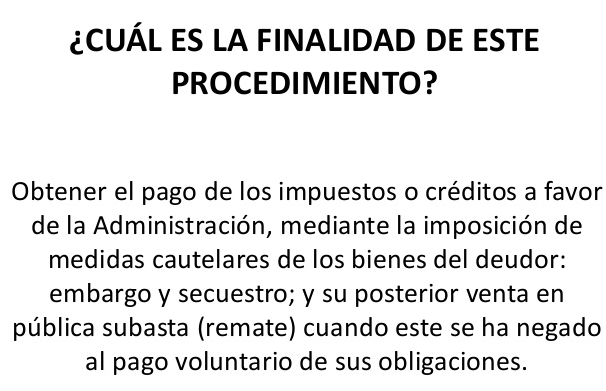 ¿CUÁL ES LA FINALIDAD DE ESTE
PROCEDIMIENTO?
Obtener el pago de los impuestos o créditos a favor
de la Administración, mediante la imposición de
medidas cautelares de los bienes del deudor:
embargo y secuestro; y su posterior venta en
pública subasta (remate) cuando este se ha negado
al pago voluntario de sus obligaciones.